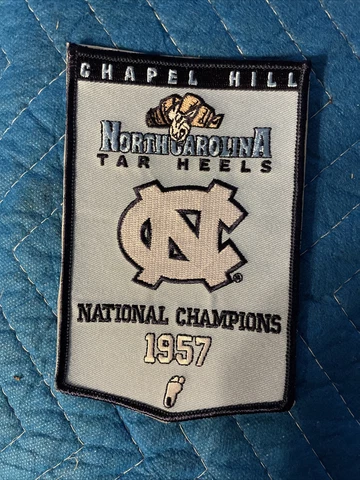 CHAPEL HILL
NORTH CAROLINA
TAR HEELS
NC
®
NATIONAL CHAMPIONS
1957